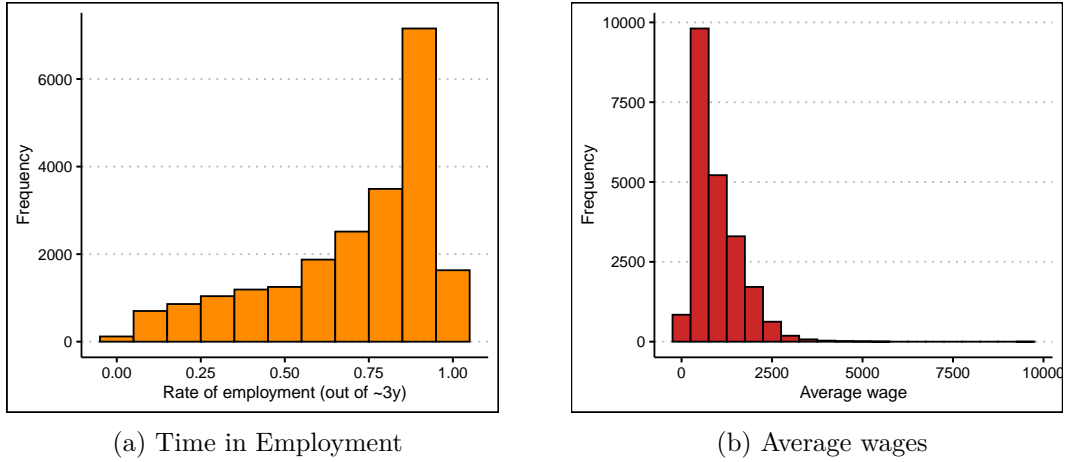 Frequency
6000
4000
2000
0
0.00 0.25 0.50 0.75 1.00
Rate of employment (out of ~3y)
(a) Time in Employment
Frequency
10000
7500
5000
2500
0
0 2500 5000 7500 10000
Average wage
(b) Average wages